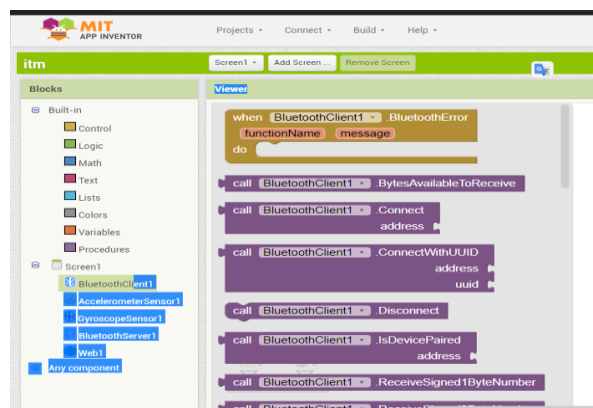 MIT
APP INVENTOR
Projects Connect Build Help
itm
Screen1 Add Screen ... Remove Screen
Blocks
Viewer
Built-in
Control
Logic
Math
Text
Lists
Colors
Variables
Procedures
Screen1
BluetoothClient1
AccelerometerSensor1
GyroscopeSensor1
BluetoothServer1
Web1
Any component
when BluetoothClient1 .BluetoothError
functionName message
do
call BluetoothClient1 .BytesAvailableToReceive
call BluetoothClient1 .Connect
address
call BluetoothClient1 .ConnectWithUUID
address
uuid
call BluetoothClient1 .Disconnect
call BluetoothClient1 .IsDevicePaired
address
call BluetoothClient1 .ReceiveSigned1ByteNumber